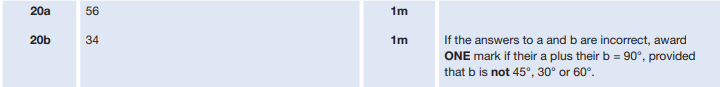 20a 56 1m
20b 34 1m If the answers to a and b are incorrect, award
ONE mark if their a plus their b = 90°, provided
that b is not 45°, 30° or 60°.